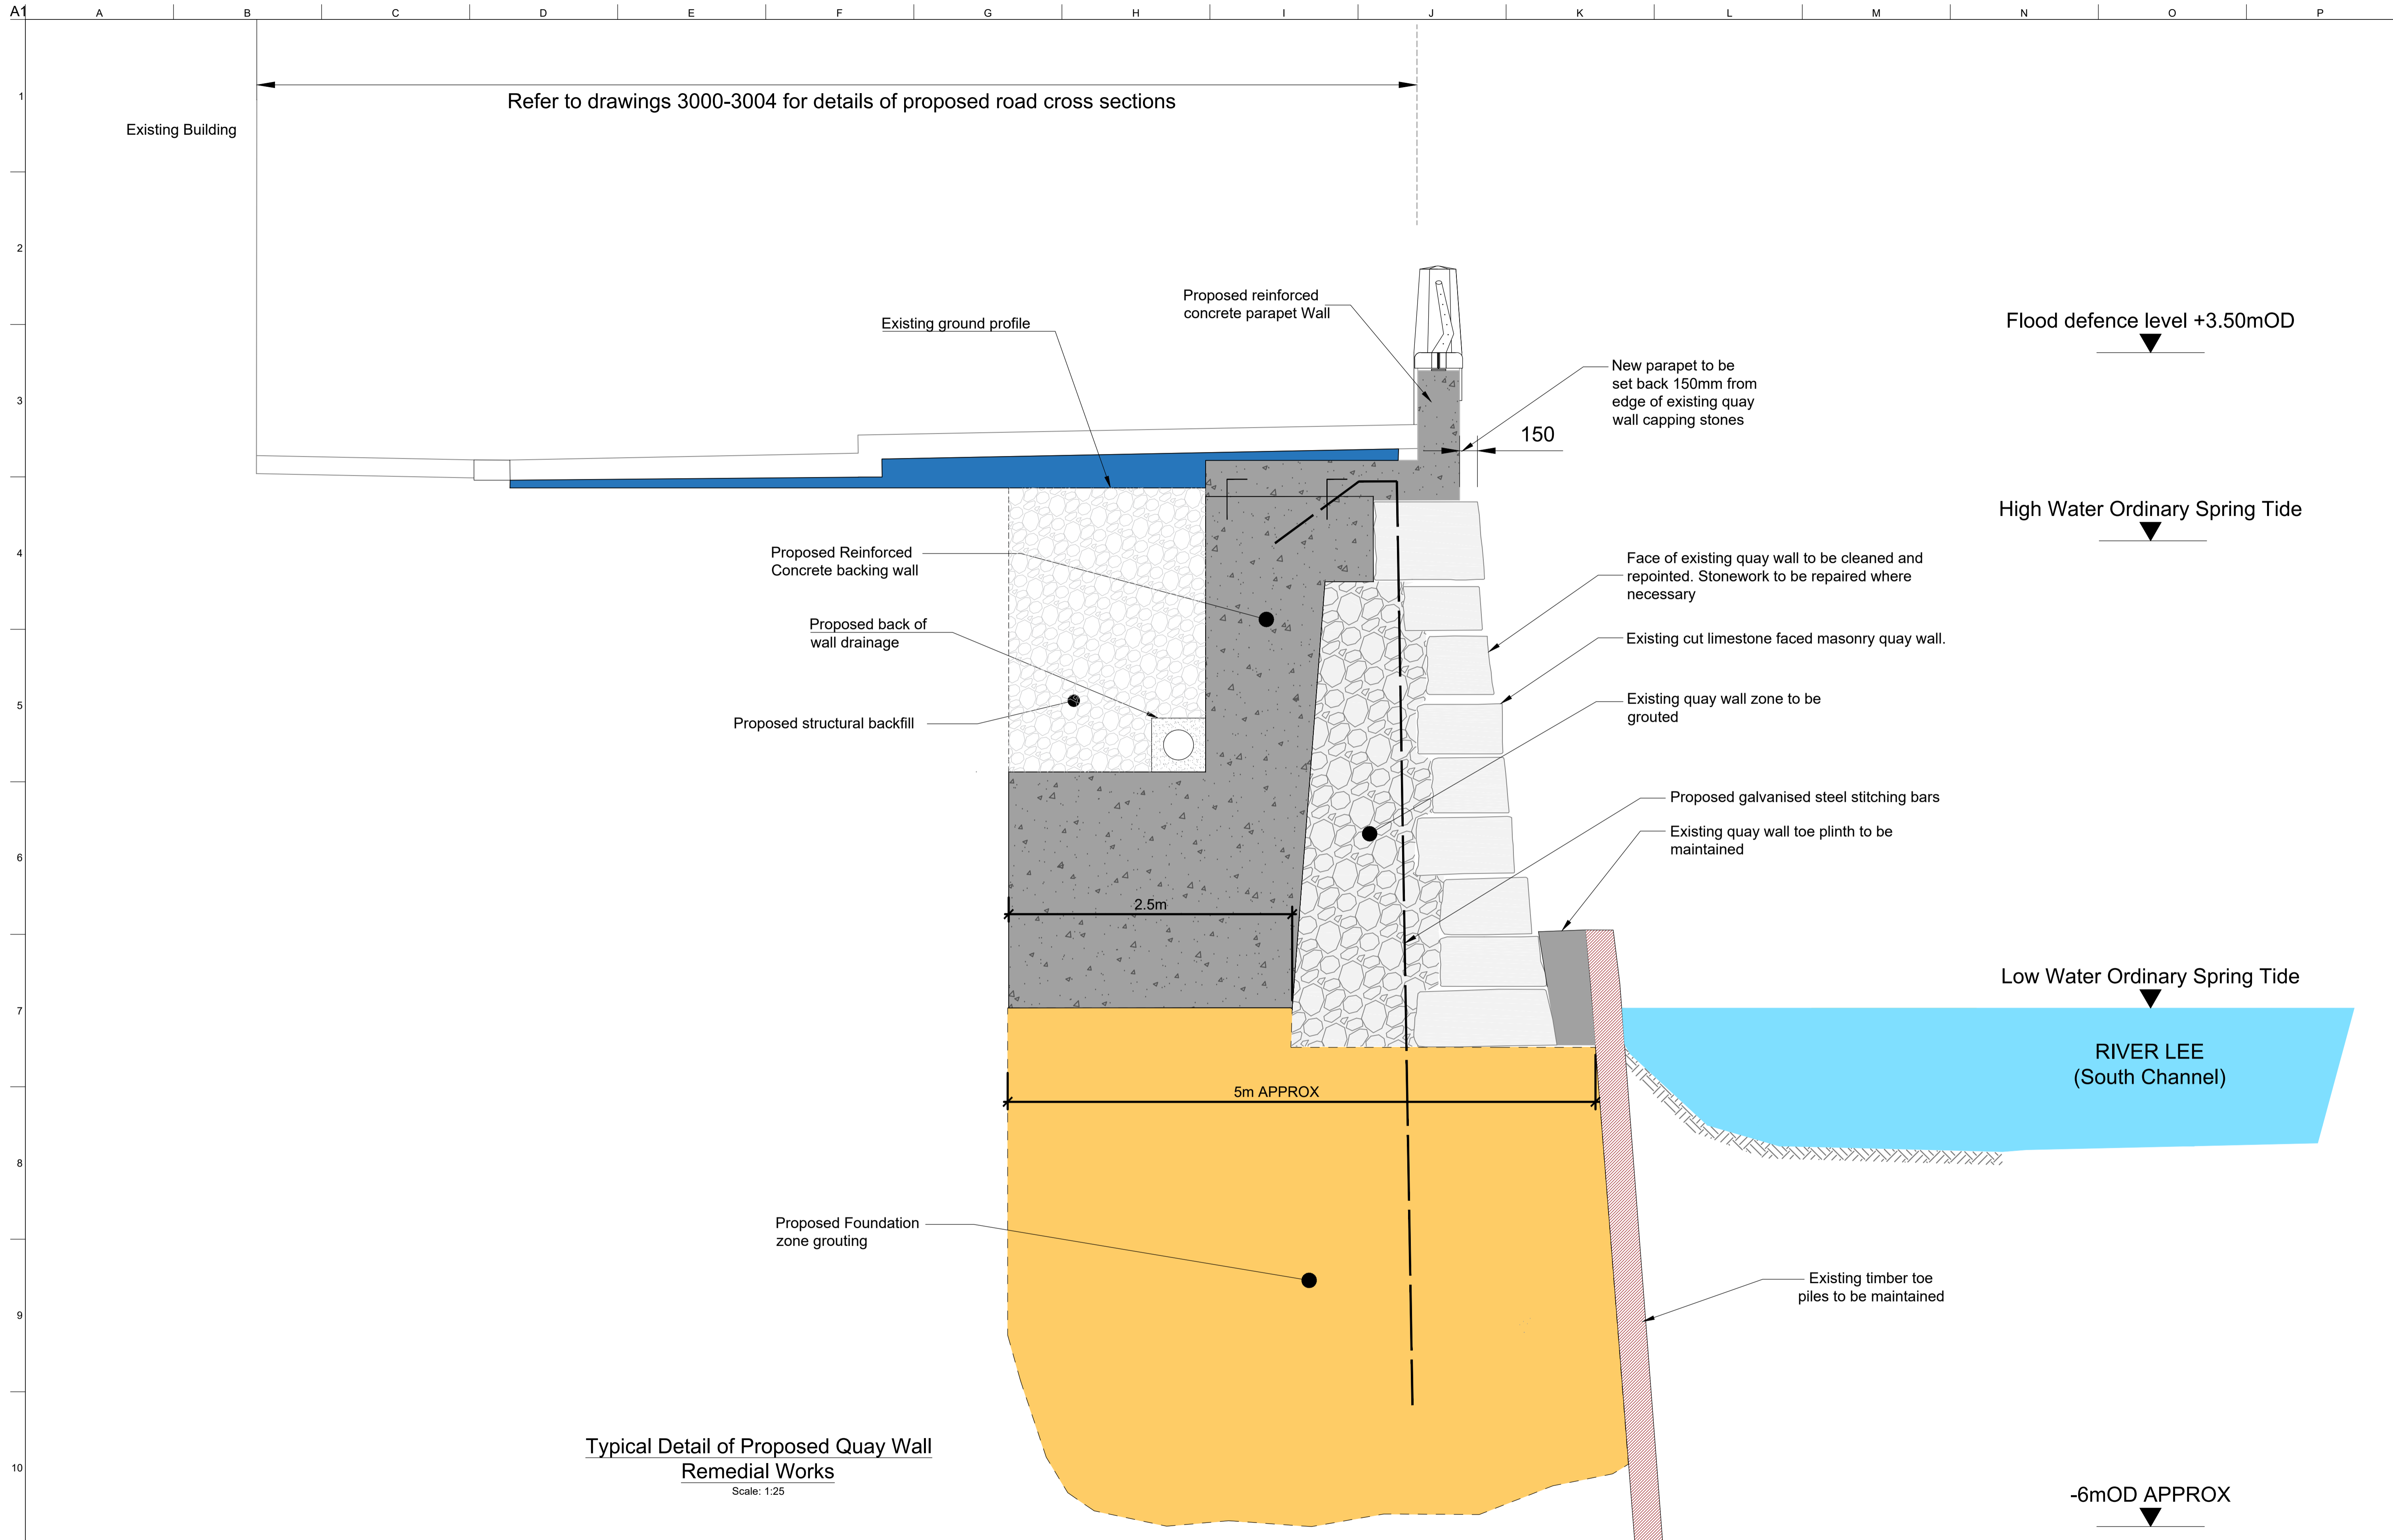 A1
A B C D E F G H I J K L M N O P
1
Refer to drawings 3000-3004 for details of proposed road cross sections
Existing Building
2
Proposed reinforced
concrete parapet Wall
Existing ground profile
Flood defence level +3.50mOD
New parapet to be
set back 150mm from
edge of existing quay
wall capping stones
3
150
High Water Ordinary Spring Tide
4
Proposed Reinforced
Concrete backing wall
Face of existing quay wall to be cleaned and
repointed. Stonework to be repaired where
necessary
Proposed back of
wall drainage
Existing cut limestone faced masonry quay wall.
5
Existing quay wall zone to be
grouted
Proposed structural backfill
Proposed galvanised steel stitching bars
Existing quay wall toe plinth to be
maintained
6
2.5m
Low Water Ordinary Spring Tide
7
RIVER LEE
(South Channel)
5m APPROX
8
Proposed Foundation
zone grouting
Existing timber toe
piles to be maintained
9
Typical Detail of Proposed Quay Wall
Remedial Works
Scale: 1:25
10
-6mOD APPROX